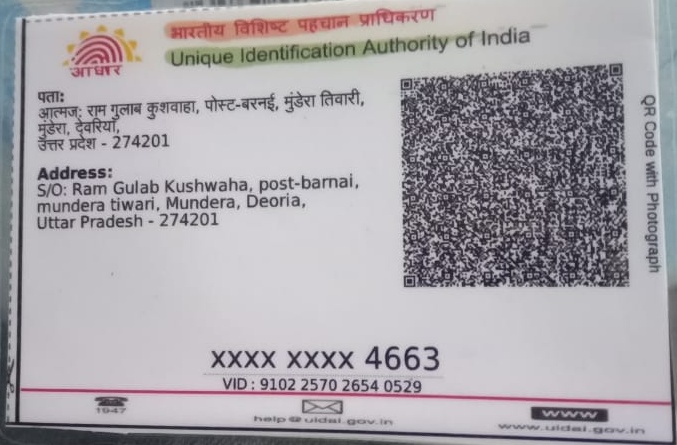 भारतीय विशिष्ट पहचान प्राधिकरण
Unique Identification Authority of India
आधार
पता:
आत्मज: राम गुलाब कुशवाहा, पोस्ट-बरनई, मुंडेरा तिवारी,
मुंडेरा, देवरिया,
उत्तर प्रदेश - 274201
Address:
S/O: Ram Gulab Kushwaha, post-barnai,
mundera tiwari, Mundera, Deoria,
Uttar Pradesh - 274201
QR Code with Photograph
XXXX XXXX 4663
VID : 9102 2570 2654 0529
1947
help@uidai.gov.in
WWW
www.uidai.gov.in